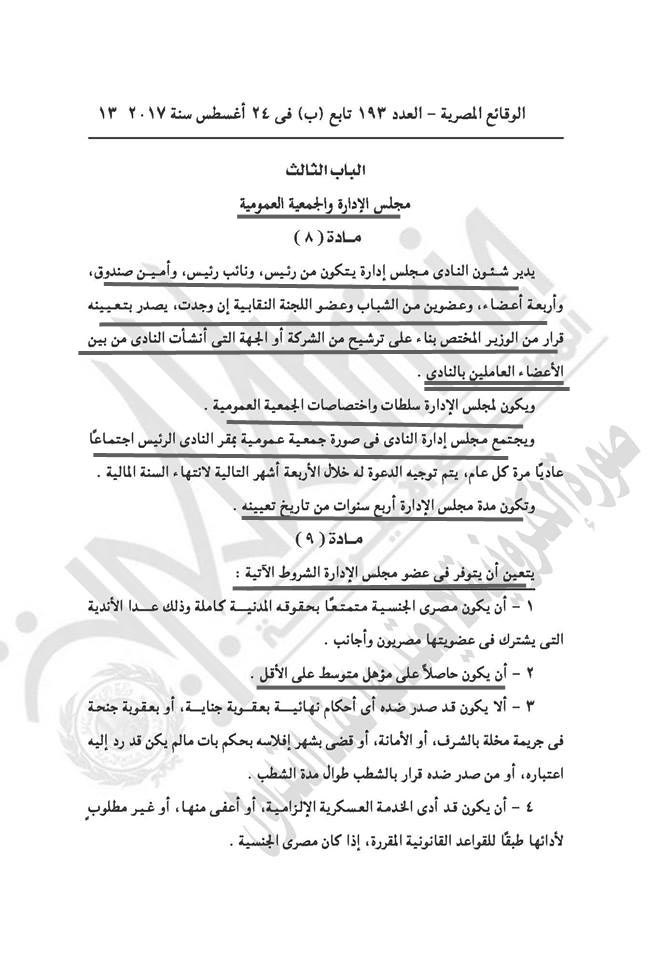 الوقائع المصرية – العدد ١٩٣ تابع (ب) فى ٢٤ أغسطس سنة ٢٠١٧ ١٣
الباب الثالث
مجلس الإدارة والجمعية العمومية
مادة ( ٨ )
يدير شئون النادى مجلس إدارة يتكون من رئيس، ونائب رئيس، وأمين صندوق،
وأربعة أعضاء، وعضوين من الشباب وعضو اللجنة النقابية إن وجدت، يصدر بتعيينه
قرار من الوزير المختص بناء على ترشيح من الشركة أو الجهة التى أنشأت النادى من بين
الأعضاء العاملين بالنادى .
ويكون لمجلس الإدارة سلطات واختصاصات الجمعية العمومية .
ويجتمع مجلس إدارة النادى فى صورة جمعية عمومية بمقر النادى الرئيس اجتماعًا
عاديًا مرة كل عام، يتم توجيه الدعوة له خلال الأربعة أشهر التالية لانتهاء السنة المالية .
وتكون مدة مجلس الإدارة أربع سنوات من تاريخ تعيينه .
مادة ( ٩ )
يتعين أن يتوفر فى عضو مجلس الإدارة الشروط الآتية :
١ – أن يكون مصرى الجنسية متمتعًا بحقوقه المدنية كاملة وذلك عدا الأندية
التى يشترك فى عضويتها مصريون وأجانب .
٢ – أن يكون حاصلاً على مؤهل متوسط على الأقل .
٣ – ألا يكون قد صدر ضده أى أحكام نهائية بعقوبة جناية، أو بعقوبة جنحة
فى جريمة مخلة بالشرف، أو الأمانة، أو قضى بشهر إفلاسه بحكم بات مالم يكن قد رد إليه
اعتباره، أو من صدر ضده قرار بالشطب طوال مدة الشطب .
٤ – أن يكون قد أدى الخدمة العسكرية الإلزامية، أو أعفى منها، أو غير مطلوبٍ
لأدائها طبقًا للقواعد القانونية المقررة، إذا كان مصرى الجنسية .